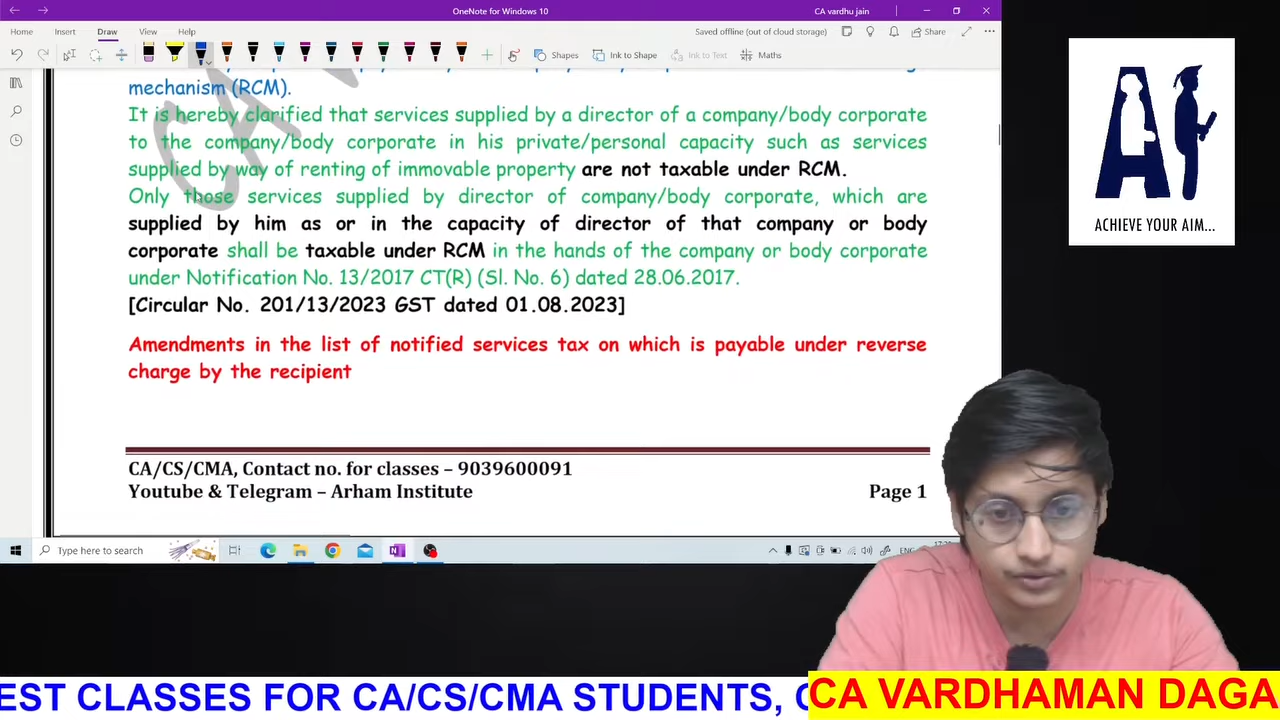 OneNote for Windows 10
CA vardhu jain
Home Insert Draw View Help
Saved offline (out of cloud storage)
Share
Shapes
Ink to Shape
Ink to Text
Maths
mechanism (RCM).
It is hereby clarified that services supplied by a director of a company/body corporate
to the company/body corporate in his private/personal capacity such as services
supplied by way of renting of immovable property are not taxable under RCM.
Only those services supplied by director of company/body corporate, which are
supplied by him as or in the capacity of director of that company or body
corporate shall be taxable under RCM in the hands of the company or body corporate
under Notification No. 13/2017 CT(R) (Sl. No. 6) dated 28.06.2017.
[Circular No. 201/13/2023 GST dated 01.08.2023]
Amendments in the list of notified services tax on which is payable under reverse
charge by the recipient
CA/CS/CMA, Contact no. for classes – 9039600091
Youtube & Telegram – Arham Institute
Page 1
Type here to search
ENG
ACHIEVE YOUR AIM...
EST CLASSES FOR CA/CS/CMA STUDENTS,
CA VARDHAMAN DAGA